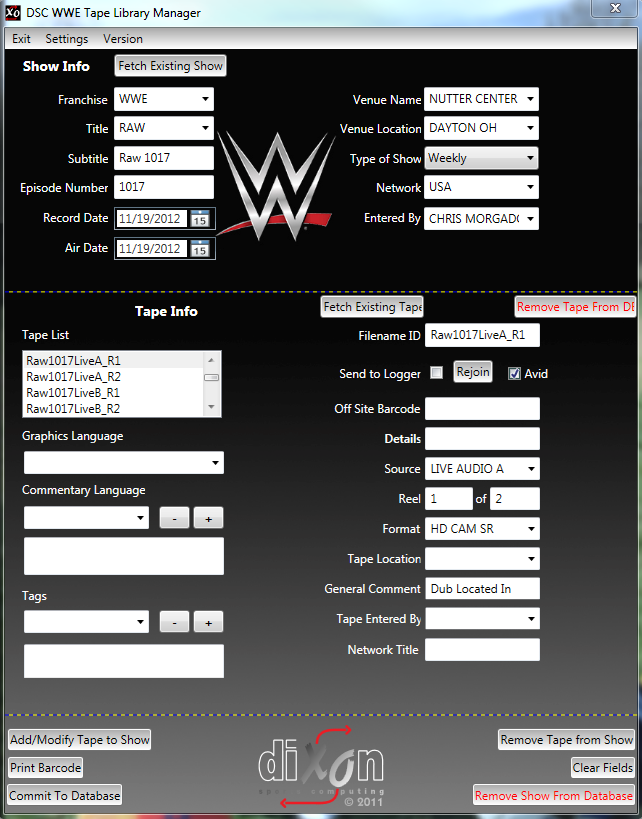 XO DSC WWE Tape Library Manager
Exit Settings Version
Show Info Fetch Existing Show
Franchise WWE Venue Name NUTTER CENTER
Title RAW Venue Location DAYTON OH
Subtitle Raw 1017 Type of Show Weekly
Episode Number 1017 Network USA
Record Date 11/19/2012 15 Entered By CHRIS MORGADO
Air Date 11/19/2012 15
Tape Info Fetch Existing Tape Remove Tape From DB
Tape List Filename ID Raw1017LiveA_R1
Raw1017LiveA_R1
Raw1017LiveA_R2 Send to Logger Rejoin Avid
Raw1017LiveB_R1
Raw1017LiveB_R2 Off Site Barcode
Graphics Language Details
Source LIVE AUDIO A
Commentary Language Reel 1 of 2
- + Format HD CAM SR
Tape Location
General Comment Dub Located In
Tags
- + Tape Entered By
Network Title
Add/Modify Tape to Show Remove Tape from Show
Print Barcode Clear Fields
Commit To Database Remove Show From Database
dixon
sports computing
© 2011